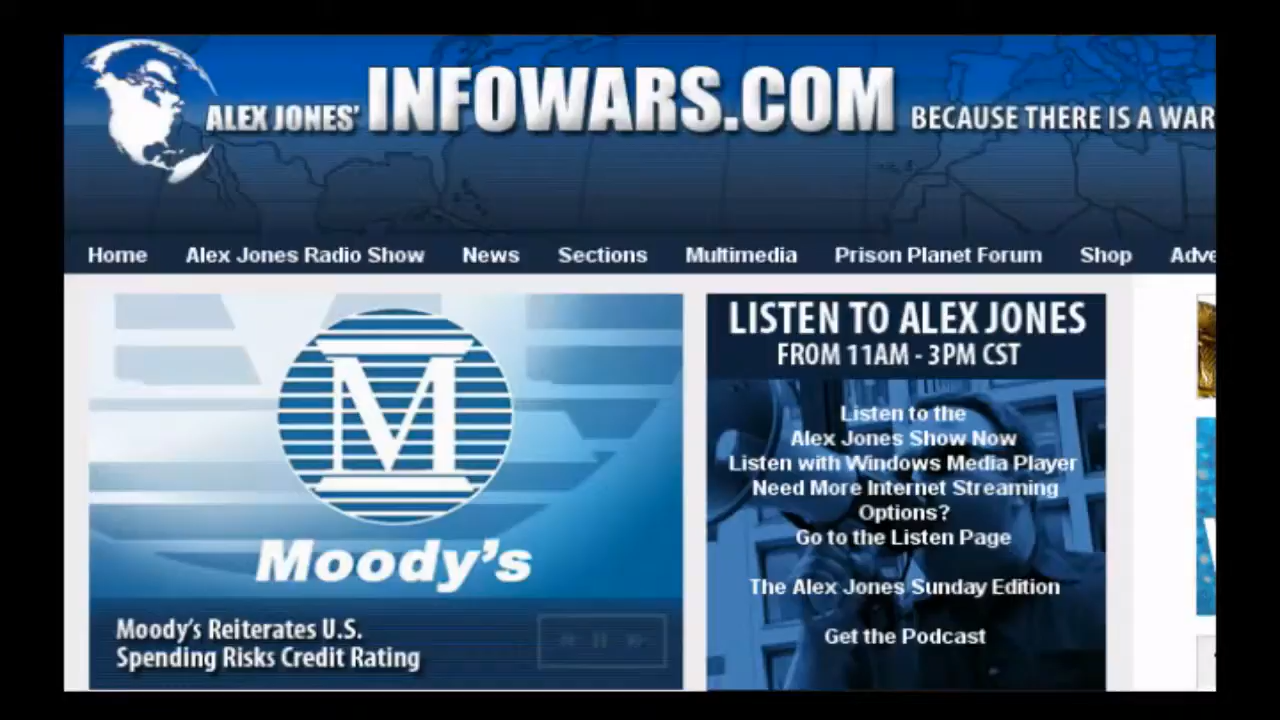 ALEX JONES' INFOWARS.COM BECAUSE THERE IS A WAR
Home Alex Jones Radio Show News Sections Multimedia Prison Planet Forum Shop Adve
M
Moody's
Moody's Reiterates U.S.
Spending Risks Credit Rating
LISTEN TO ALEX JONES
FROM 11AM - 3PM CST
Listen to the
Alex Jones Show Now
Listen with Windows Media Player
Need More Internet Streaming
Options?
Go to the Listen Page
The Alex Jones Sunday Edition
Get the Podcast